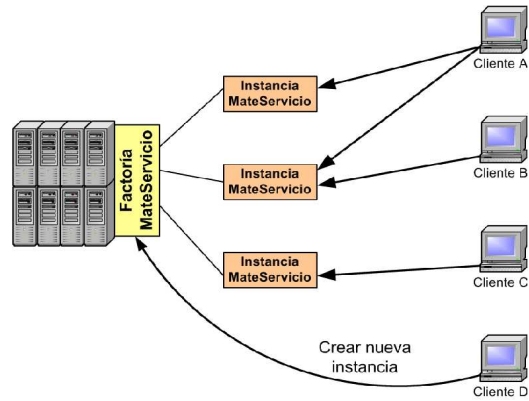 Cliente A
Instancia
MateServicio
Factoría
MateServicio
Cliente B
Instancia
MateServicio
Instancia
MateServicio
Cliente C
Crear nueva
instancia
Cliente D